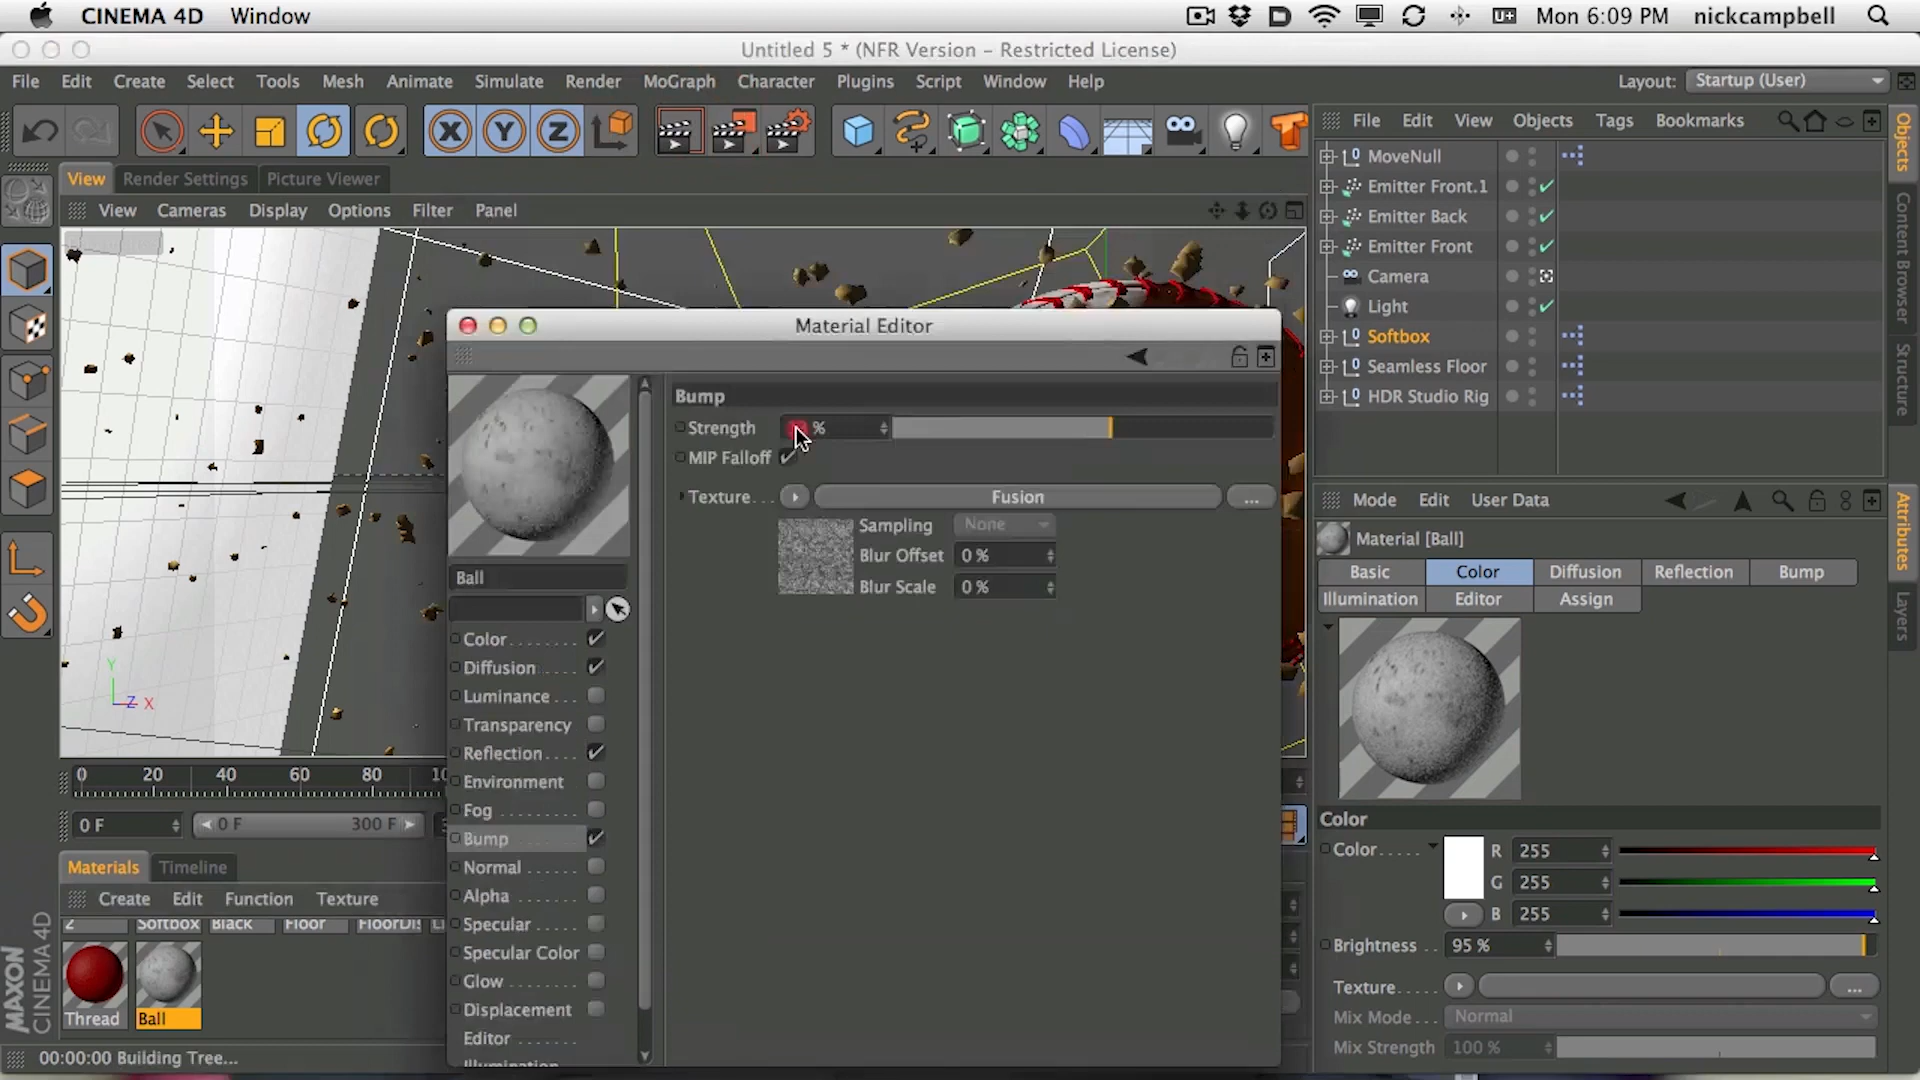 CINEMA 4D Window Mon 6:09 PM nickcampbell
Untitled 5 * (NFR Version – Restricted License)
File Edit Create Select Tools Mesh Animate Simulate Render MoGraph Character Plugins Script Window Help Layout: Startup (User)
X Y Z
File Edit View Objects Tags Bookmarks
View Render Settings Picture Viewer
View Cameras Display Options Filter Panel
MoveNull
Emitter Front.1
Emitter Back
Emitter Front
Camera
Light
Softbox
Seamless Floor
HDR Studio Rig
Objects
Content Browser
Structure
Material Editor
Bump
Strength %
MIP Falloff
Texture... Fusion ...
Sampling None
Blur Offset 0 %
Blur Scale 0 %
Ball
Color
Diffusion
Luminance
Transparency
Reflection
Environment
Fog
Bump
Normal
Alpha
Specular
Specular Color
Glow
Displacement
Editor
Illumination
Mode Edit User Data
Material [Ball]
Basic Color Diffusion Reflection Bump
Illumination Editor Assign
Attributes
Layers
Color
Color..... R 255
G 255
B 255
Brightness .. 95 %
Texture..... ...
Mix Mode... Normal
Mix Strength 100 %
Y
Z X
0 20 40 60 80
0 F 0 F 300 F
Materials Timeline
Create Edit Function Texture
2 Softbox Black Floor FloorDis
Thread Ball
MAXON
CINEMA 4D
00:00:00 Building Tree...